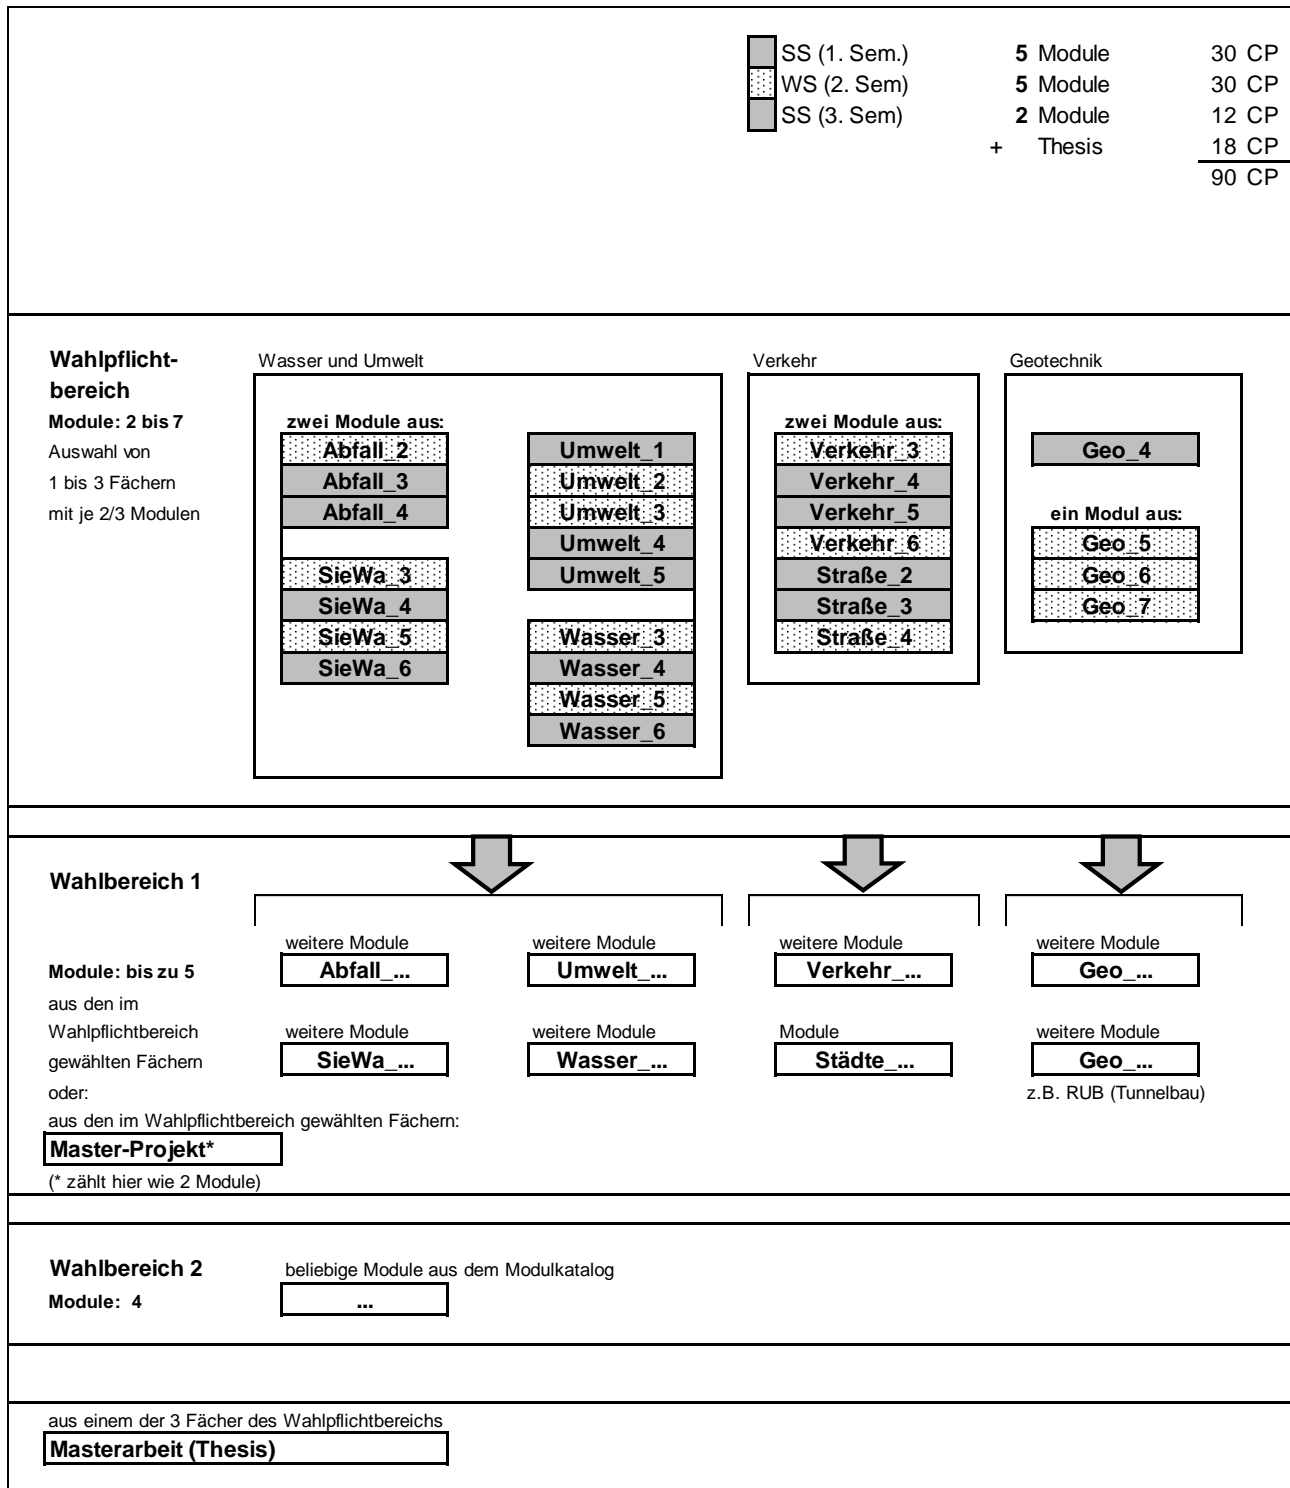 SS (1. Sem.) 5 Module 30 CP
WS (2. Sem) 5 Module 30 CP
SS (3. Sem) 2 Module 12 CP
+ Thesis 18 CP
90 CP
Wahlpflicht-
bereich
Module: 2 bis 7
Auswahl von
1 bis 3 Fächern
mit je 2/3 Modulen
Wasser und Umwelt
zwei Module aus:
Abfall_2
Abfall_3
Abfall_4
SieWa_3
SieWa_4
SieWa_5
SieWa_6
Umwelt_1
Umwelt_2
Umwelt_3
Umwelt_4
Umwelt_5
Wasser_3
Wasser_4
Wasser_5
Wasser_6
Verkehr
zwei Module aus:
Verkehr_3
Verkehr_4
Verkehr_5
Verkehr_6
Straße_2
Straße_3
Straße_4
Geotechnik
Geo_4
ein Modul aus:
Geo_5
Geo_6
Geo_7
Wahlbereich 1
Module: bis zu 5
aus den im
Wahlpflichtbereich
gewählten Fächern
oder:
weitere Module
Abfall_...
weitere Module
SieWa_...
weitere Module
Umwelt_...
weitere Module
Wasser_...
weitere Module
Verkehr_...
Module
Städte_...
weitere Module
Geo_...
weitere Module
Geo_...
z.B. RUB (Tunnelbau)
aus den im Wahlpflichtbereich gewählten Fächern:
Master-Projekt*
(* zählt hier wie 2 Module)
Wahlbereich 2
Module: 4
beliebige Module aus dem Modulkatalog
...
aus einem der 3 Fächer des Wahlpflichtbereichs
Masterarbeit (Thesis)